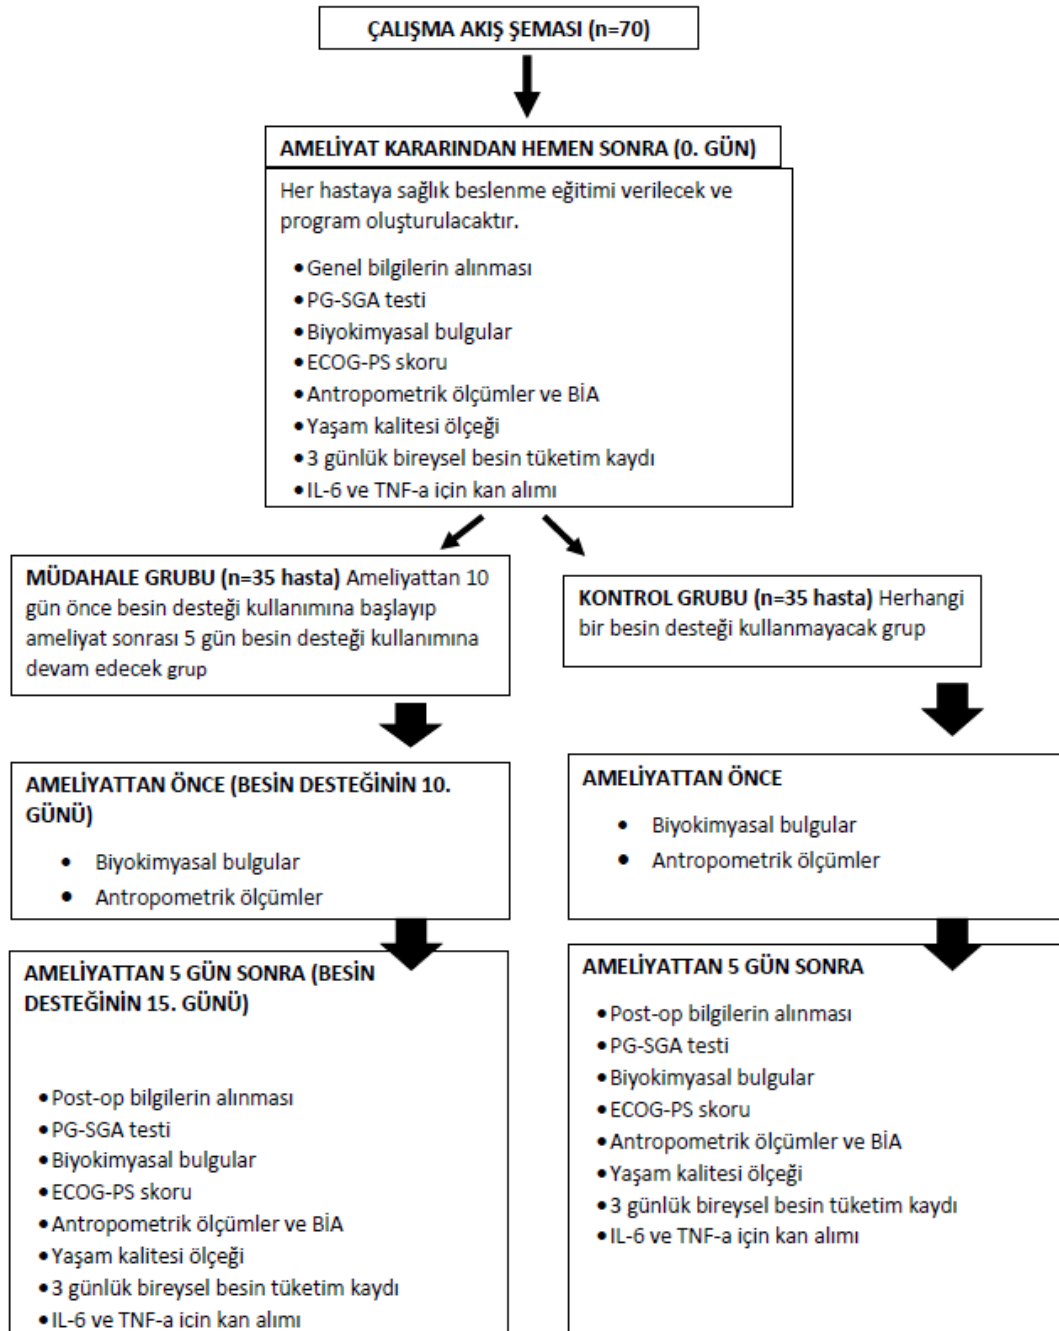 ÇALIŞMA AKIŞ ŞEMASI (n=70)
AMELİYAT KARARINDAN HEMEN SONRA (0. GÜN)
Her hastaya sağlık beslenme eğitimi verilecek ve
program oluşturulacaktır.
• Genel bilgilerin alınması
• PG-SGA testi
• Biyokimyasal bulgular
• ECOG-PS skoru
• Antropometrik ölçümler ve BİA
• Yaşam kalitesi ölçeği
• 3 günlük bireysel besin tüketim kaydı
• IL-6 ve TNF-a için kan alımı
MÜDAHALE GRUBU (n=35 hasta) Ameliyattan 10
gün önce besin desteği kullanımına başlayıp
ameliyat sonrası 5 gün besin desteği kullanımına
devam edecek grup
KONTROL GRUBU (n=35 hasta) Herhangi
bir besin desteği kullanmayacak grup
AMELİYATTAN ÖNCE (BESİN DESTEĞİNİN 10.
GÜNÜ)
• Biyokimyasal bulgular
• Antropometrik ölçümler
AMELİYATTAN ÖNCE
• Biyokimyasal bulgular
• Antropometrik ölçümler
AMELİYATTAN 5 GÜN SONRA (BESİN
DESTEĞİNİN 15. GÜNÜ)
• Post-op bilgilerin alınması
• PG-SGA testi
• Biyokimyasal bulgular
• ECOG-PS skoru
• Antropometrik ölçümler ve BİA
• Yaşam kalitesi ölçeği
• 3 günlük bireysel besin tüketim kaydı
• IL-6 ve TNF-a için kan alımı
AMELİYATTAN 5 GÜN SONRA
• Post-op bilgilerin alınması
• PG-SGA testi
• Biyokimyasal bulgular
• ECOG-PS skoru
• Antropometrik ölçümler ve BİA
• Yaşam kalitesi ölçeği
• 3 günlük bireysel besin tüketim kaydı
• IL-6 ve TNF-a için kan alımı